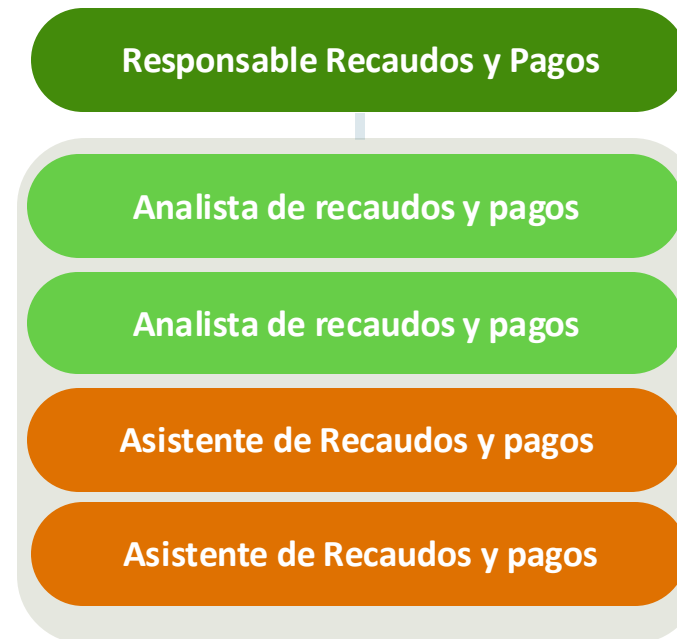 Responsable Recaudos y Pagos
Analista de recaudos y pagos
Analista de recaudos y pagos
Asistente de Recaudos y pagos
Asistente de Recaudos y pagos